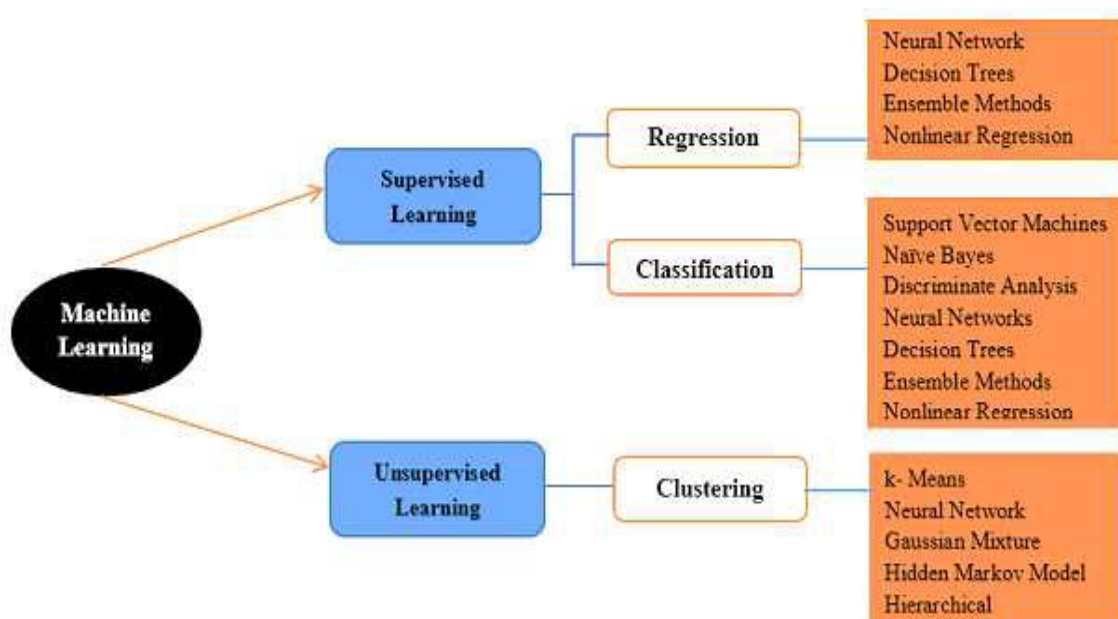 Machine
Learning
Supervised
Learning
Regression
Neural Network
Decision Trees
Ensemble Methods
Nonlinear Regression
Classification
Support Vector Machines
Naïve Bayes
Discriminate Analysis
Neural Networks
Decision Trees
Ensemble Methods
Nonlinear Regression
Unsupervised
Learning
Clustering
k- Means
Neural Network
Gaussian Mixture
Hidden Markov Model
Hierarchical